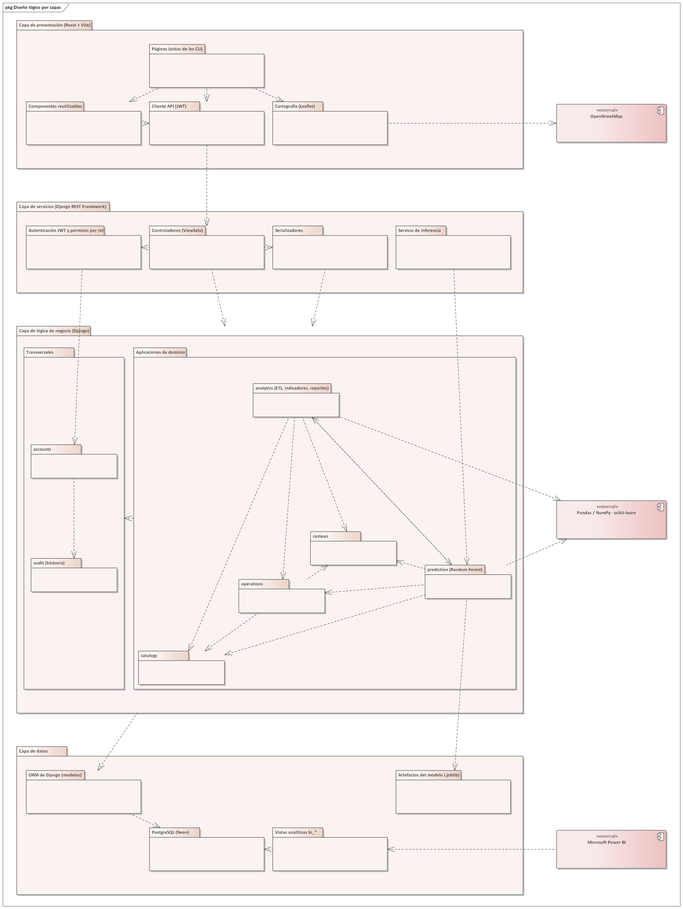 pkg Diseño lógico por capas
Capa de presentación (React + Vite)
Páginas (vistas de los CU)
Componentes reutilizables
Cliente API (JWT)
Cartografía (Leaflet)
«external»
OpenStreetMap
Capa de servicios (Django REST Framework)
Autenticación JWT y permisos por rol
Controladores (ViewSets)
Serializadores
Servicio de inferencia
Capa de lógica de negocio (Django)
Transversales
Aplicaciones de dominio
analytics (ETL, indicadores, reportes)
accounts
«external»
Pandas / NumPy · scikit-learn
campus
audit (bitácora)
prediction (Random Forest)
operations
catalogs
Capa de datos
ORM de Django (modelos)
Artefactos del modelo (.joblib)
PostgreSQL (Neon)
Vistas analíticas bi_*
«external»
Microsoft Power BI